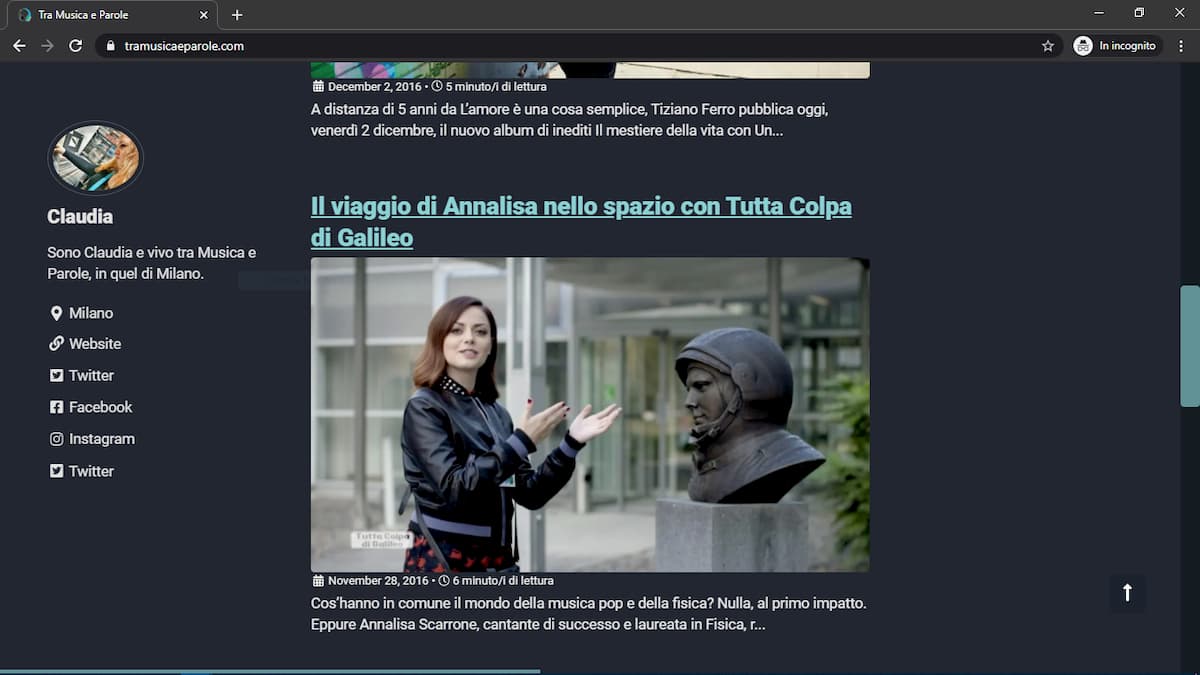 Tra Musica e Parole
tramusicaeparole.com
In incognito
December 2, 2016 • 5 minuto/i di lettura
A distanza di 5 anni da L'amore è una cosa semplice, Tiziano Ferro pubblica oggi,
venerdì 2 dicembre, il nuovo album di inediti Il mestiere della vita con Un...
Claudia
Sono Claudia e vivo tra Musica e
Parole, in quel di Milano.
Milano
Website
Twitter
Facebook
Instagram
Twitter
Il viaggio di Annalisa nello spazio con Tutta Colpa
di Galileo
Tutta Colpa
di Galileo
November 28, 2016 • 6 minuto/i di lettura
Cos'hanno in comune il mondo della musica pop e della fisica? Nulla, al primo impatto.
Eppure Annalisa Scarrone, cantante di successo e laureata in Fisica, r...